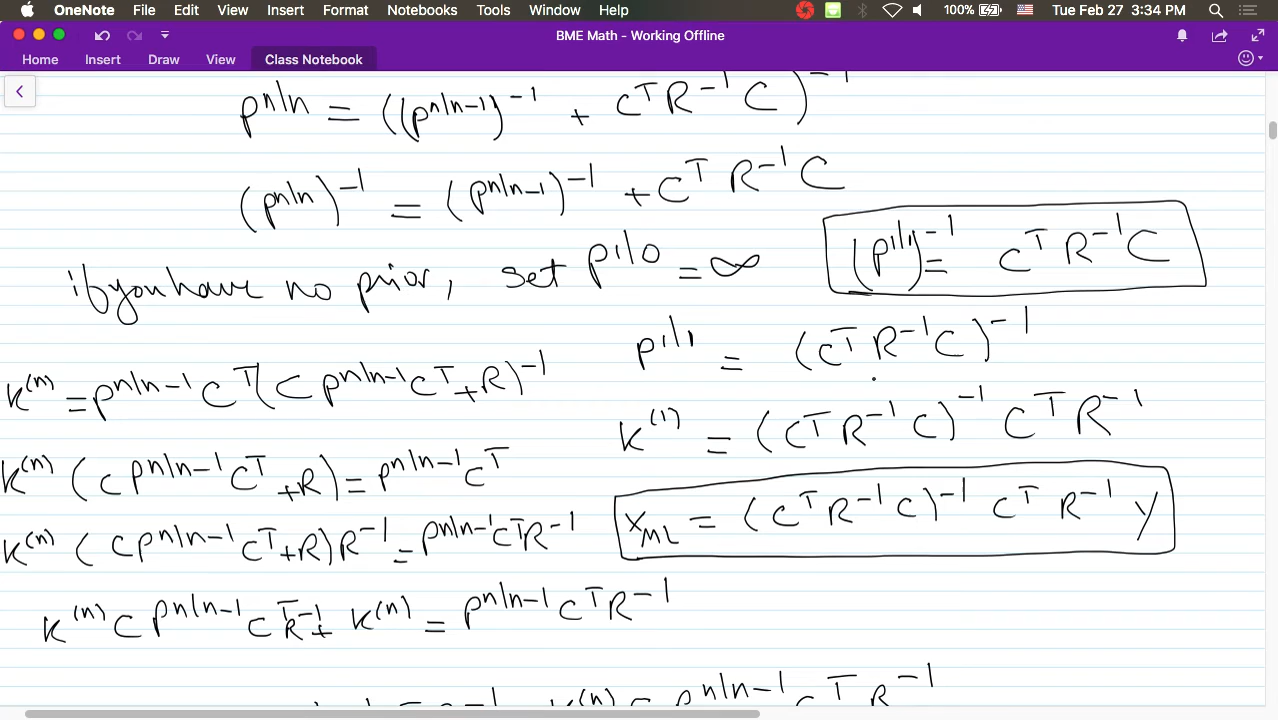 OneNote File Edit View Insert Format Notebooks Tools Window Help 100% Tue Feb 27 3:34 PM
BME Math - Working Offline
Home Insert Draw View Class Notebook
P^{n|n} = ((P^{n|n-1})^{-1} + C^T R^{-1} C)^{-1}
(P^{n|n})^{-1} = (P^{n|n-1})^{-1} + C^T R^{-1} C
if you have no prior, set P^{1|0} = ∞
(P^{1|1})^{-1} = C^T R^{-1} C
P^{1|1} = (C^T R^{-1} C)^{-1}
K^{(n)} = P^{n|n-1} C^T (C P^{n|n-1} C^T + R)^{-1}
K^{(1)} = (C^T R^{-1} C)^{-1} C^T R^{-1}
K^{(n)} (C P^{n|n-1} C^T + R) = P^{n|n-1} C^T
X_{ML} = (C^T R^{-1} C)^{-1} C^T R^{-1} y
K^{(n)} (C P^{n|n-1} C^T + R) R^{-1} = P^{n|n-1} C^T R^{-1}
K^{(n)} C P^{n|n-1} C^T R^{-1} + K^{(n)} = P^{n|n-1} C^T R^{-1}
K^{(n)} = P^{n|n-1} C^T R^{-1}